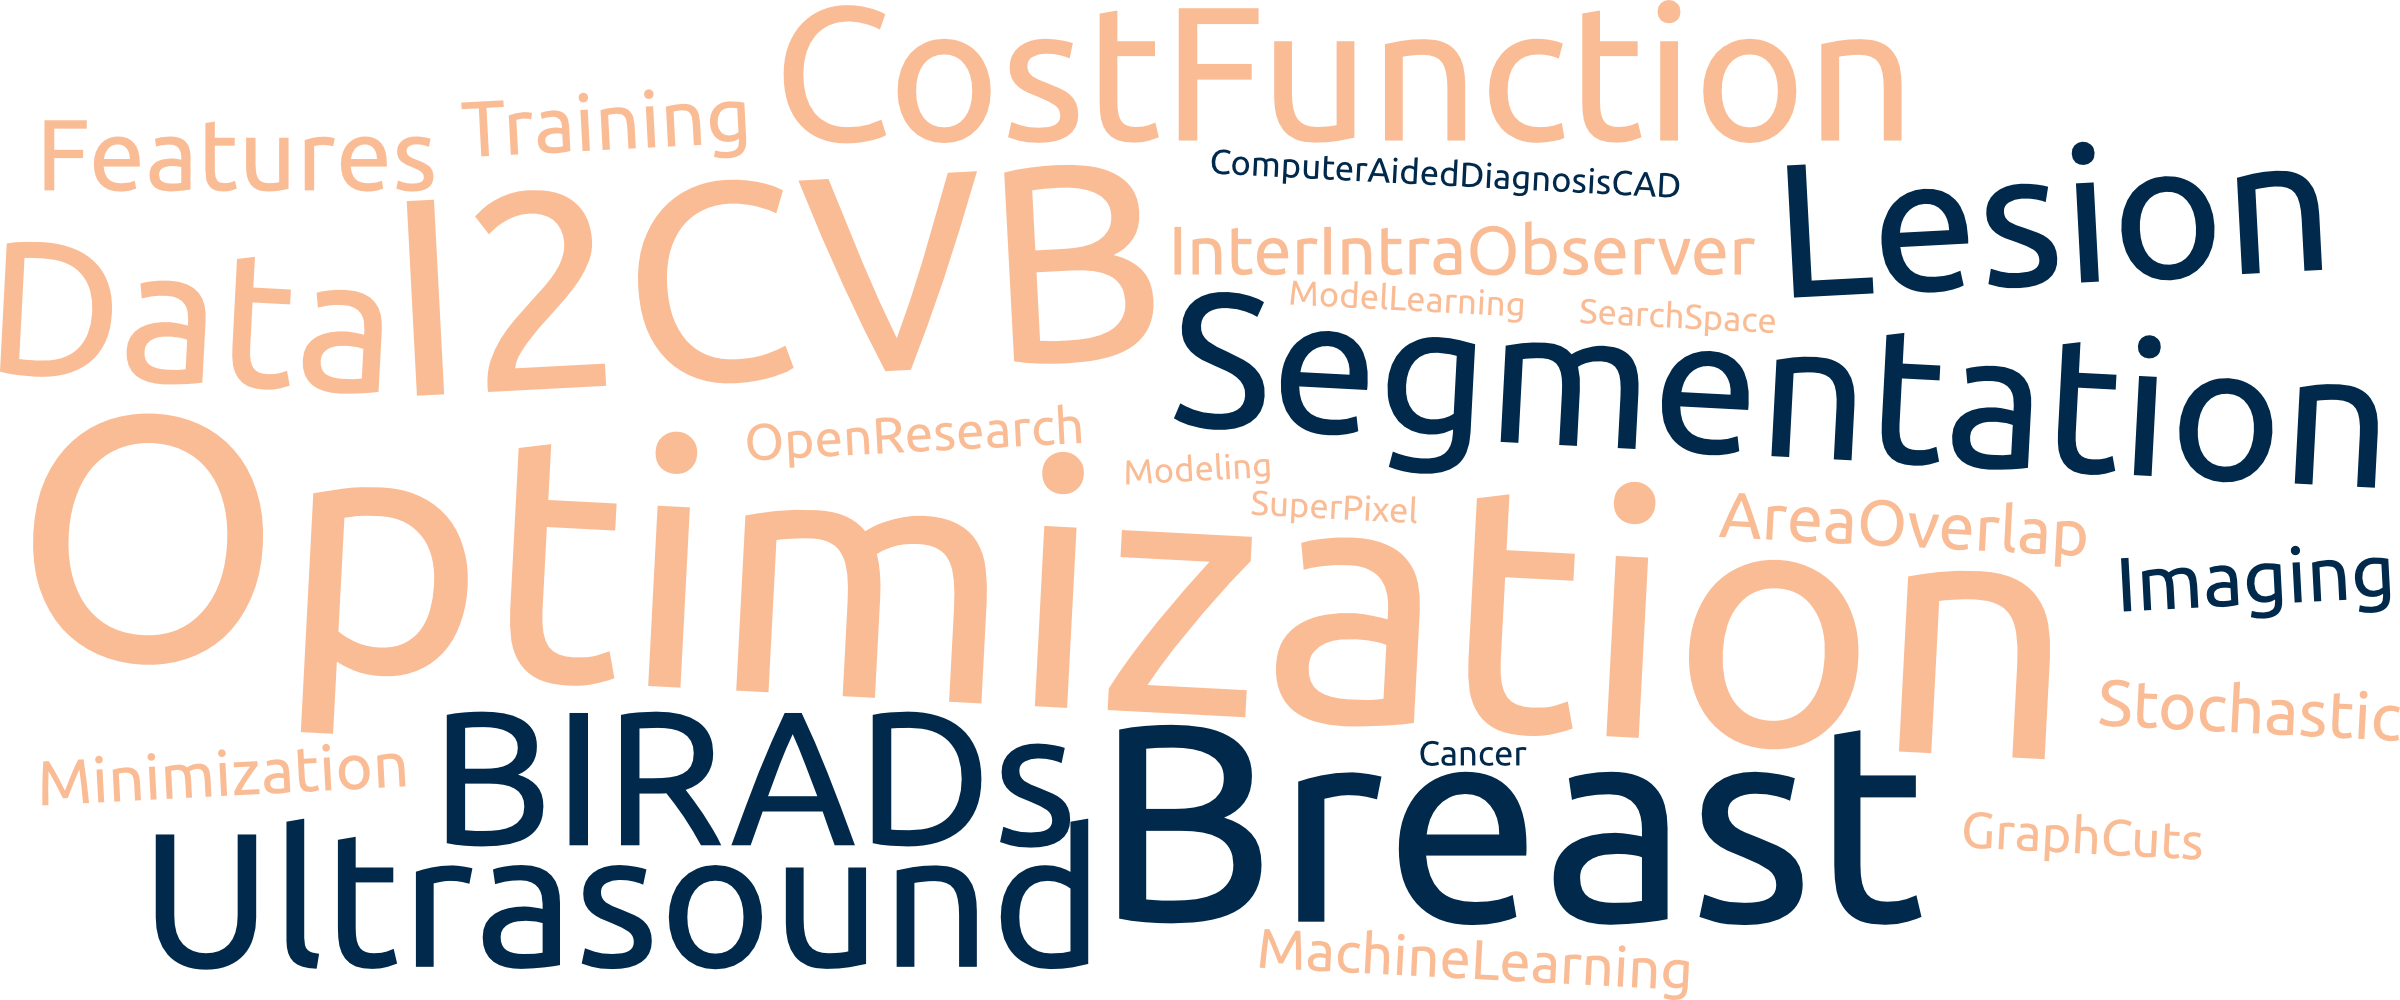 CostFunction
Features
Training
ComputerAidedDiagnosisCAD
Lesion
Data
I2CVB
InterIntraObserver
ModelLearning
SearchSpace
Segmentation
OpenResearch
Modeling
SuperPixel
Optimization
AreaOverlap
Imaging
Stochastic
Minimization
BIRADs
Cancer
Breast
Ultrasound
GraphCuts
MachineLearning